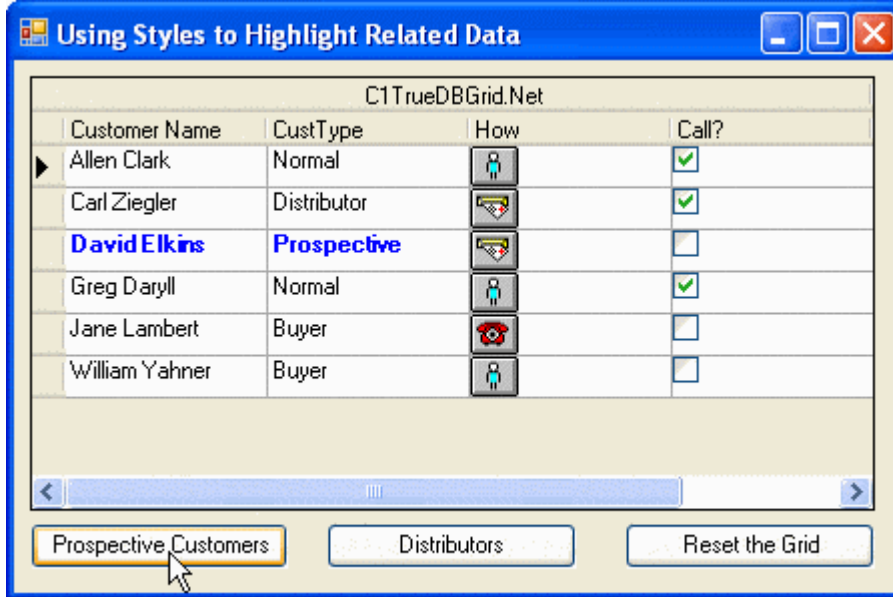 Using Styles to Highlight Related Data
C1TrueDBGrid.Net
Customer Name CustType How Call?
Allen Clark Normal
Carl Ziegler Distributor
David Elkins Prospective
Greg Daryll Normal
Jane Lambert Buyer
William Yahner Buyer
Prospective Customers Distributors Reset the Grid